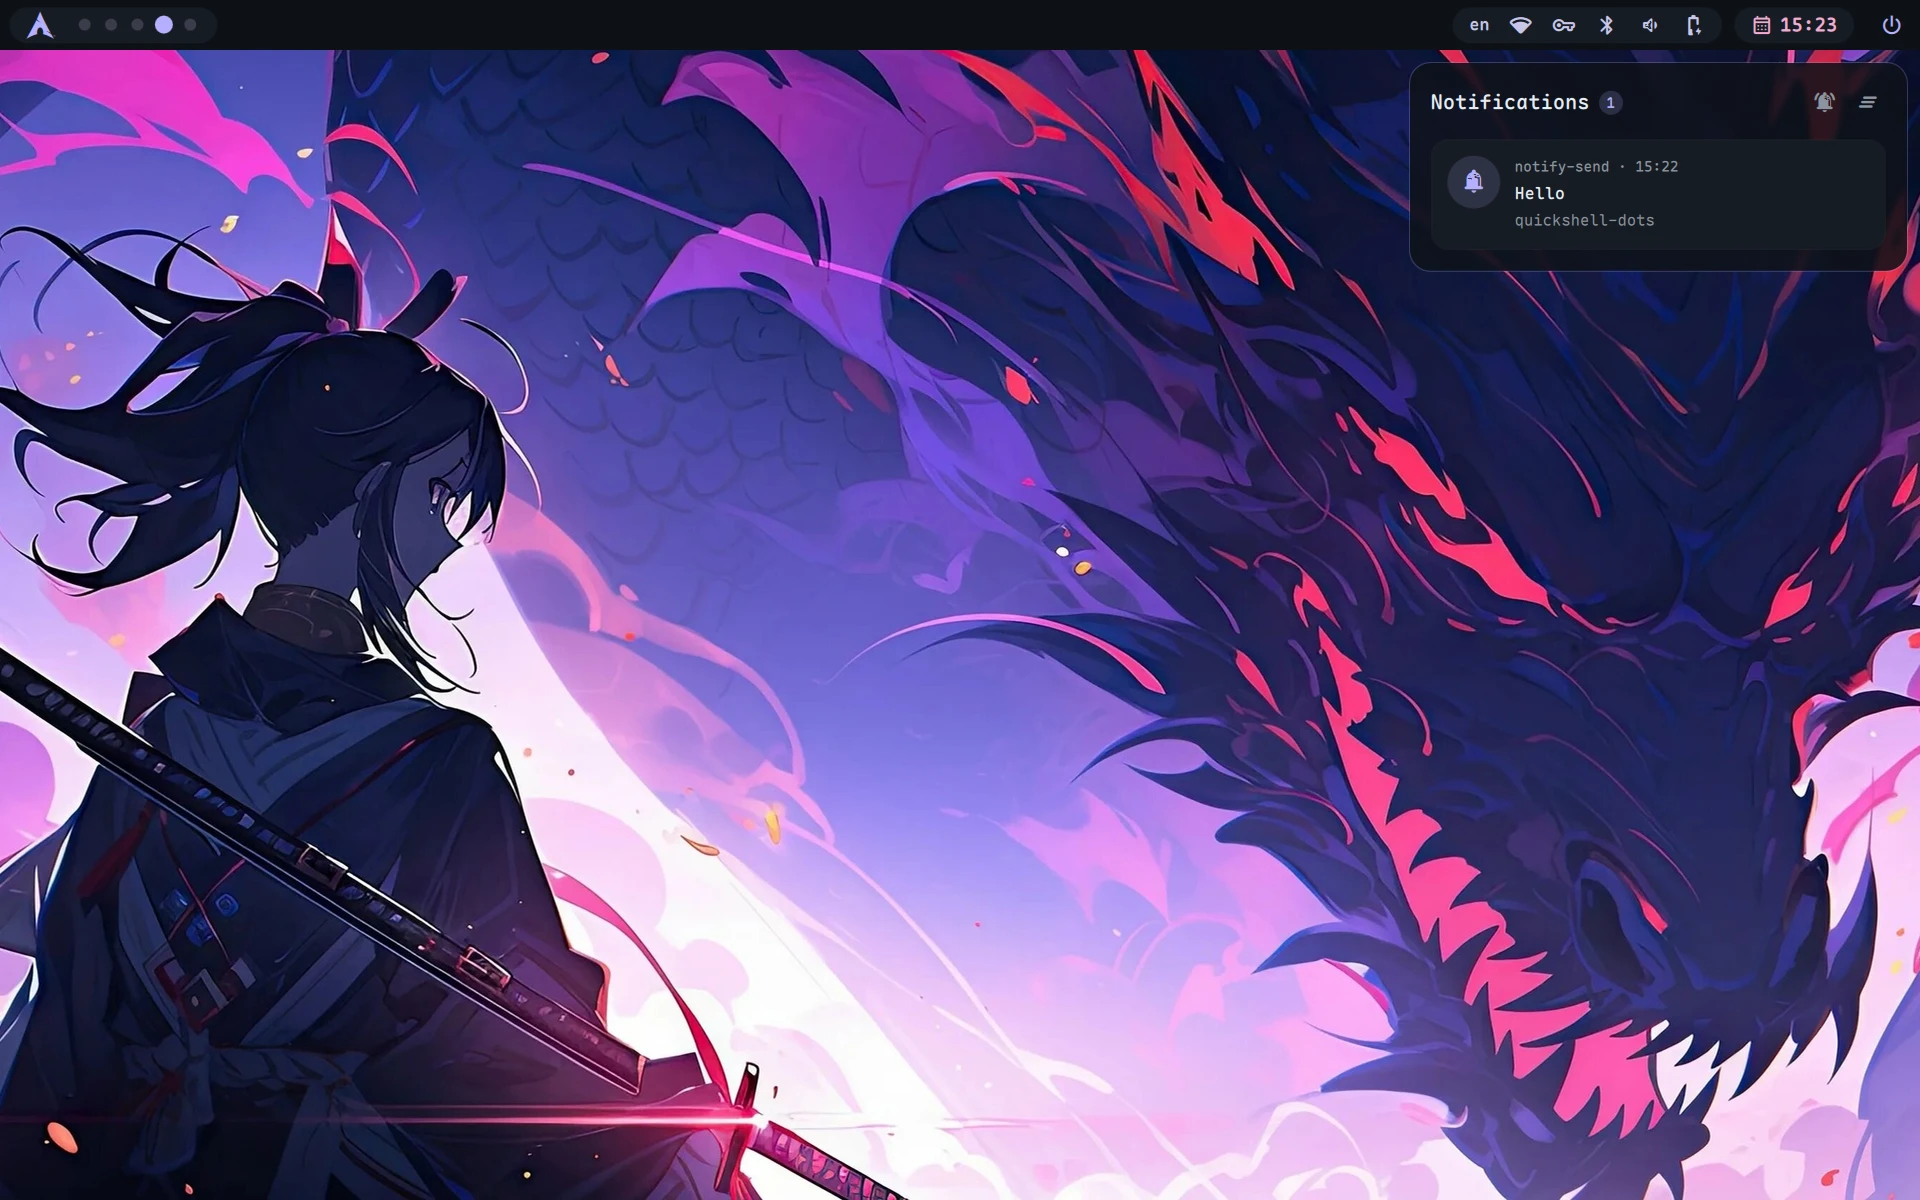 en
15:23
Notifications 1
notify-send · 15:22
Hello
quickshell-dots